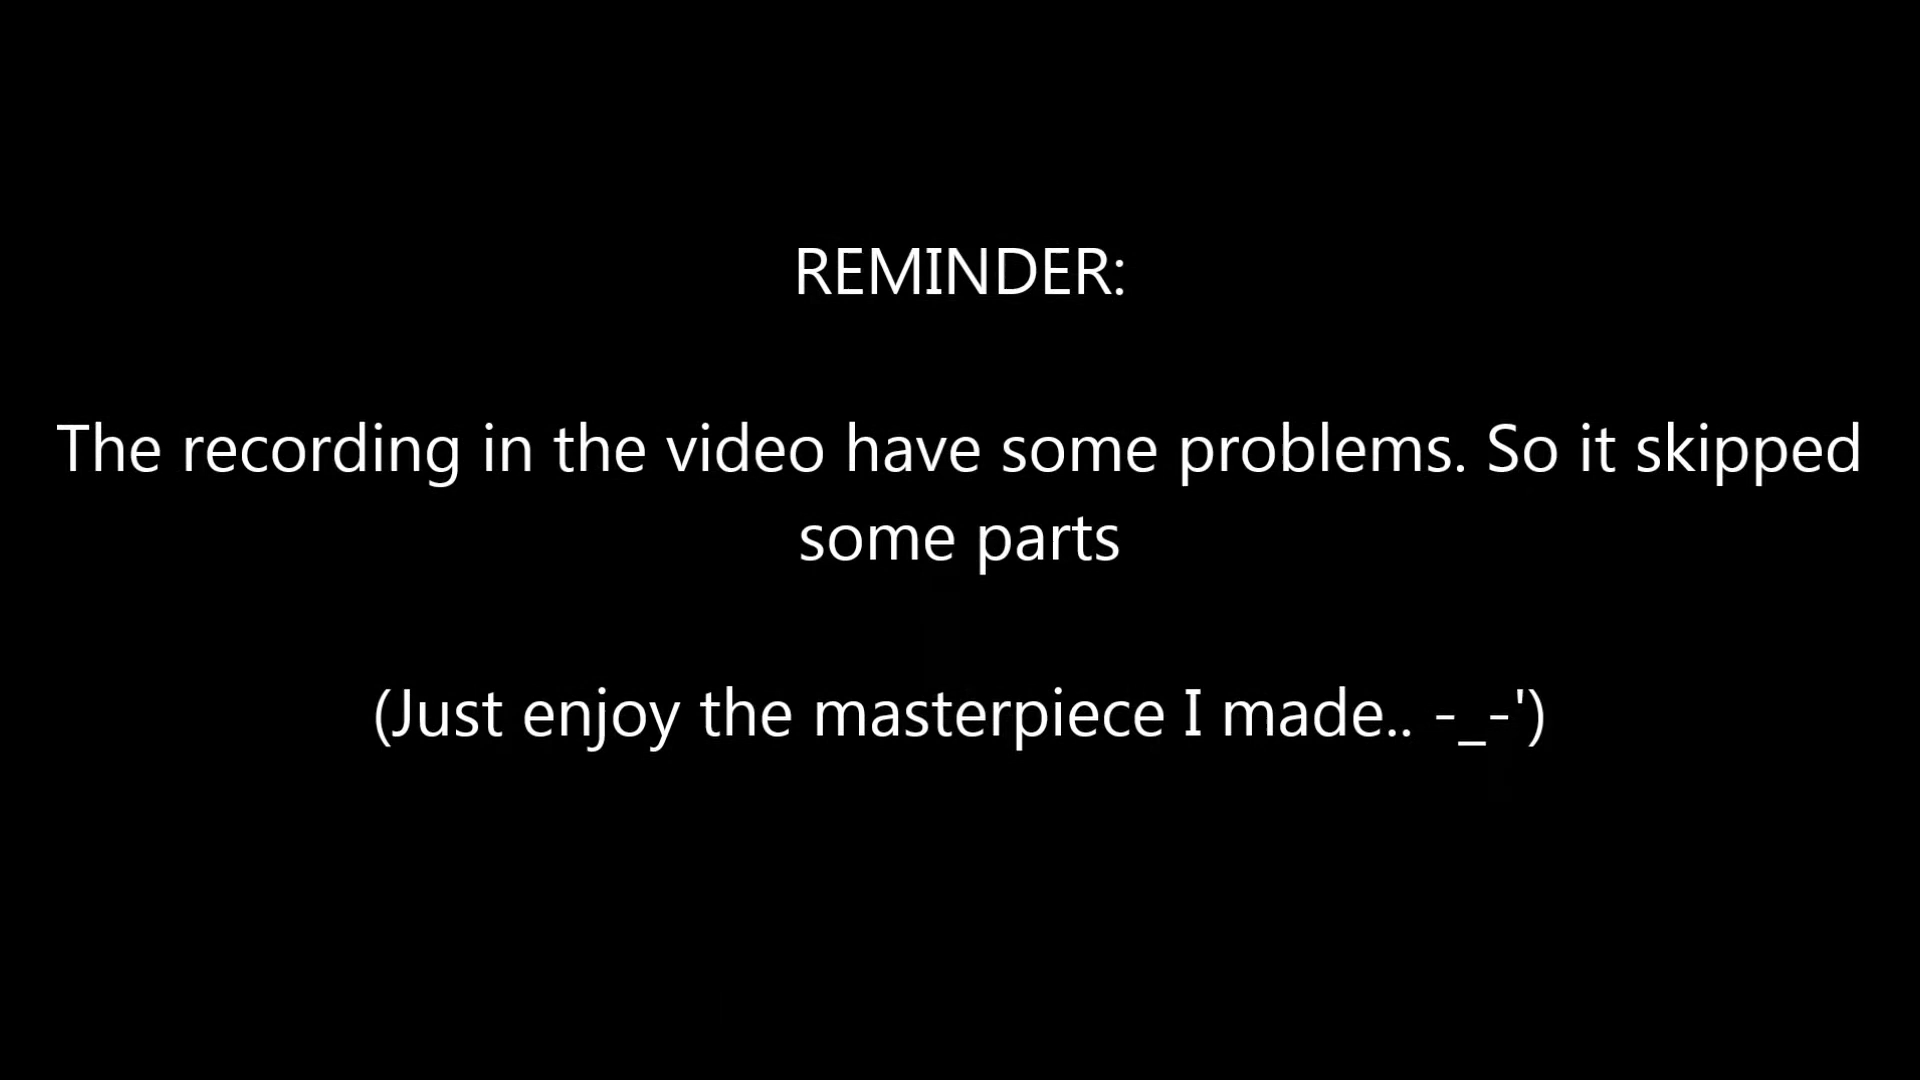 REMINDER:
The recording in the video have some problems. So it skipped
some parts
(Just enjoy the masterpiece I made.. -_-')